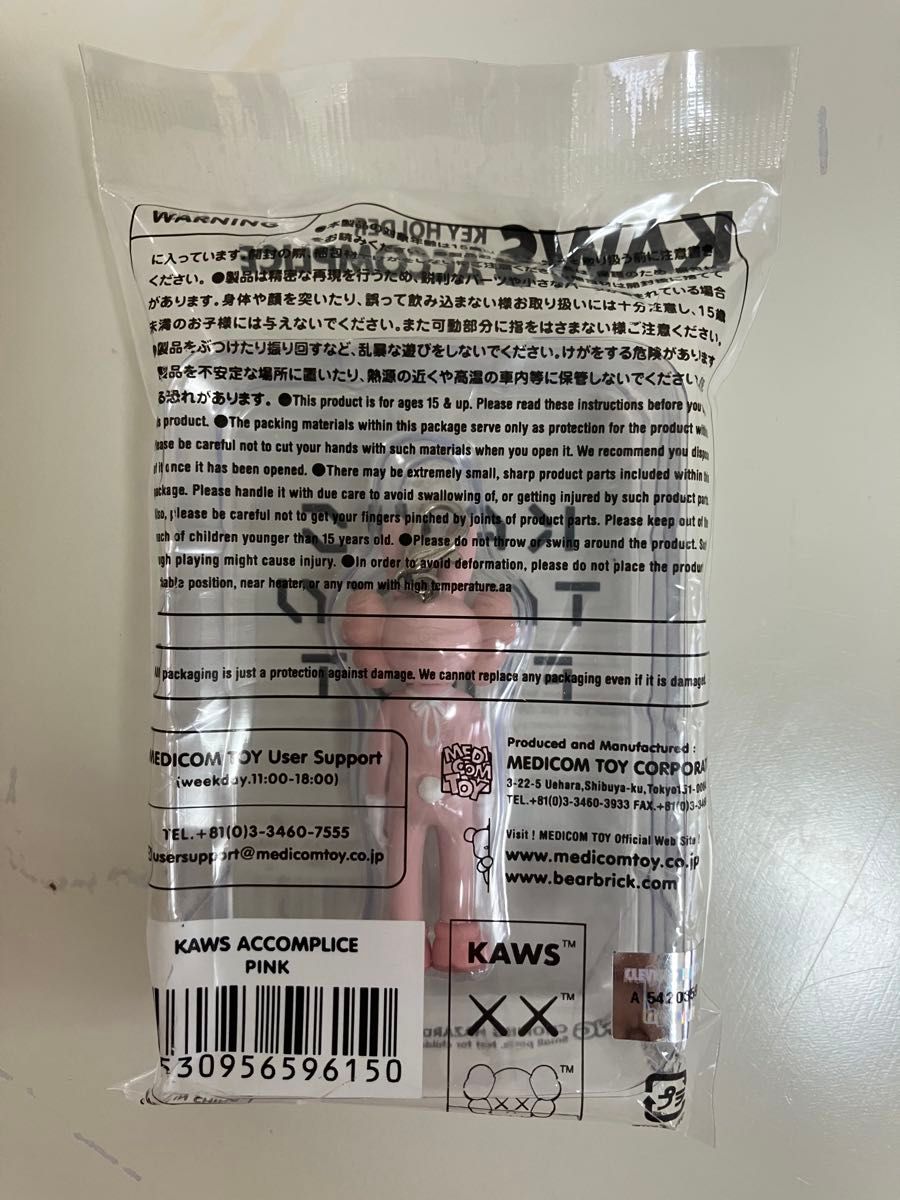 WARNING
KEY HOLDER
KAWS
に入っています。開封の際、梱包材
ください。●製品は精密な再現を行うため、鋭利なパーツや小さなパーツ
があります。身体や顔を突いたり、誤って飲み込まない様お取り扱いには十分注意し、15歳
未満のお子様には与えないでください。また可動部分に指をはさまない様ご注意ください。
●製品をぶつけたり振り回すなど、乱暴な遊びをしないでください。けがをする危険があります
製品を不安定な場所に置いたり、熱源の近くや高温の車内等に保管しないでください
る恐れがあります。●This product is for ages 15 & up. Please read these instructions before you
product. ●The packing materials within this package serve only as protection for the product
ease be careful not to cut your hands with such materials when you open it. We recommend you
it once it has been opened. ●There may be extremely small, sharp product parts included within
ackage. Please handle it with due care to avoid swallowing of, or getting injured by such product
lso, please be careful not to get your fingers pinched by joints of product parts. Please keep out of
ach of children younger than 15 years old. ●Please do not throw or swing around the product.
gh playing might cause injury. ●In order to avoid deformation, please do not place the
table position, near heater, or any room with high temperature.aa
packaging is just a protection against damage. We cannot replace any packaging even if it is
MEDICOM TOY User Support
(weekday.11:00-18:00)
TEL.+81(0)3-3460-7555
usersupport@medicomtoy.co.jp
MEDI
COM
TOY
Produced and Manufactured :
MEDICOM TOY CORPORAT
3-22-5 Uehara,Shibuya-ku,Tokyo
TEL.+81(0)3-3460-3933 FAX.
Visit ! MEDICOM TOY Official Web Site !
www.medicomtoy.co.jp
www.bearbrick.com
KAWS ACCOMPLICE
PINK
530956596150
KAWS™
XX™
TM
A 542035